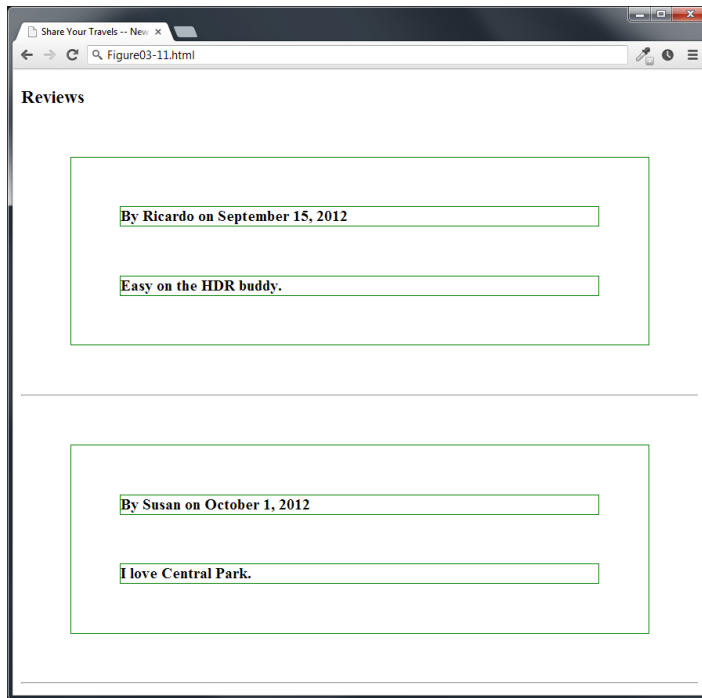 Share Your Travels -- New
Figure03-11.html
Reviews
By Ricardo on September 15, 2012
Easy on the HDR buddy.
By Susan on October 1, 2012
I love Central Park.